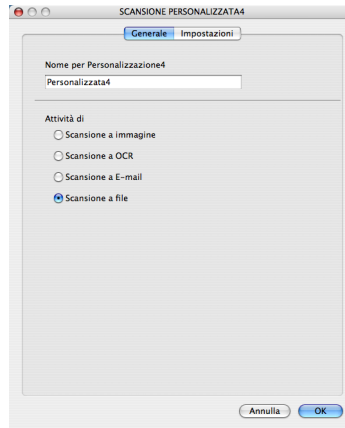 SCANSIONE PERSONALIZZATA4
Generale Impostazioni
Nome per Personalizzazione4
Personalizzata4
Attività di
Scansione a immagine
Scansione a OCR
Scansione a E-mail
Scansione a file
Annulla OK